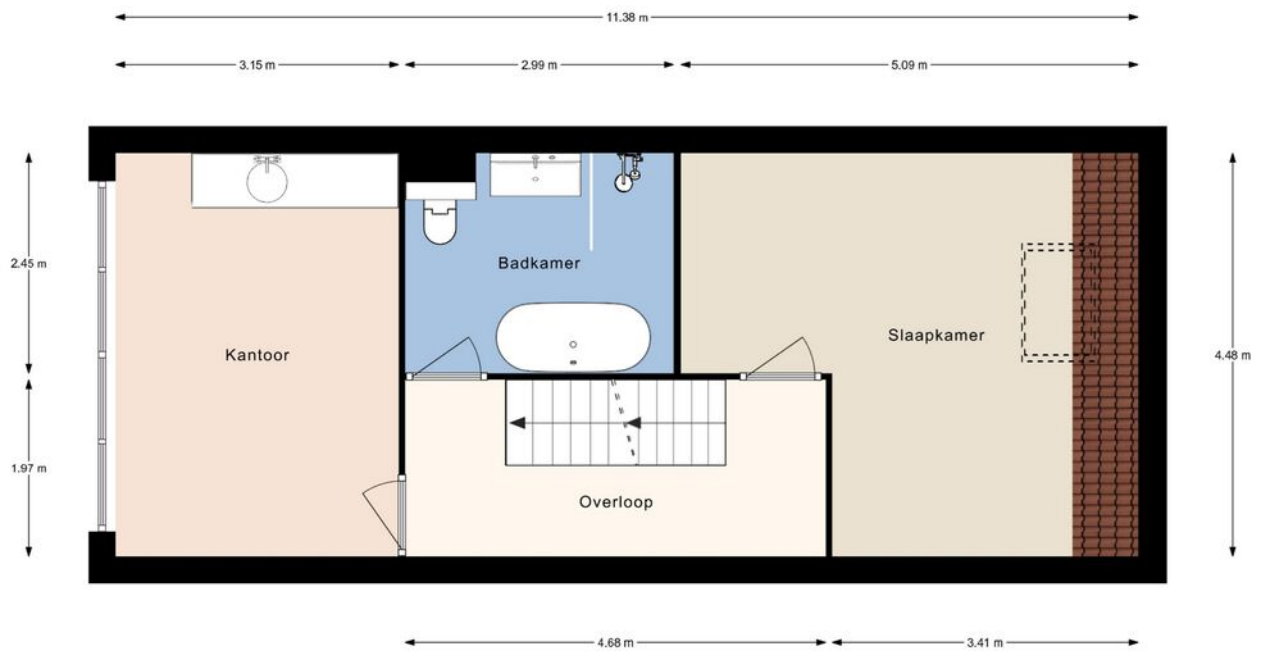 11.38 m
3.15 m
2.99 m
5.09 m
2.45 m
Badkamer
Slaapkamer
Kantoor
4.48 m
1.97 m
Overloop
4.68 m
3.41 m